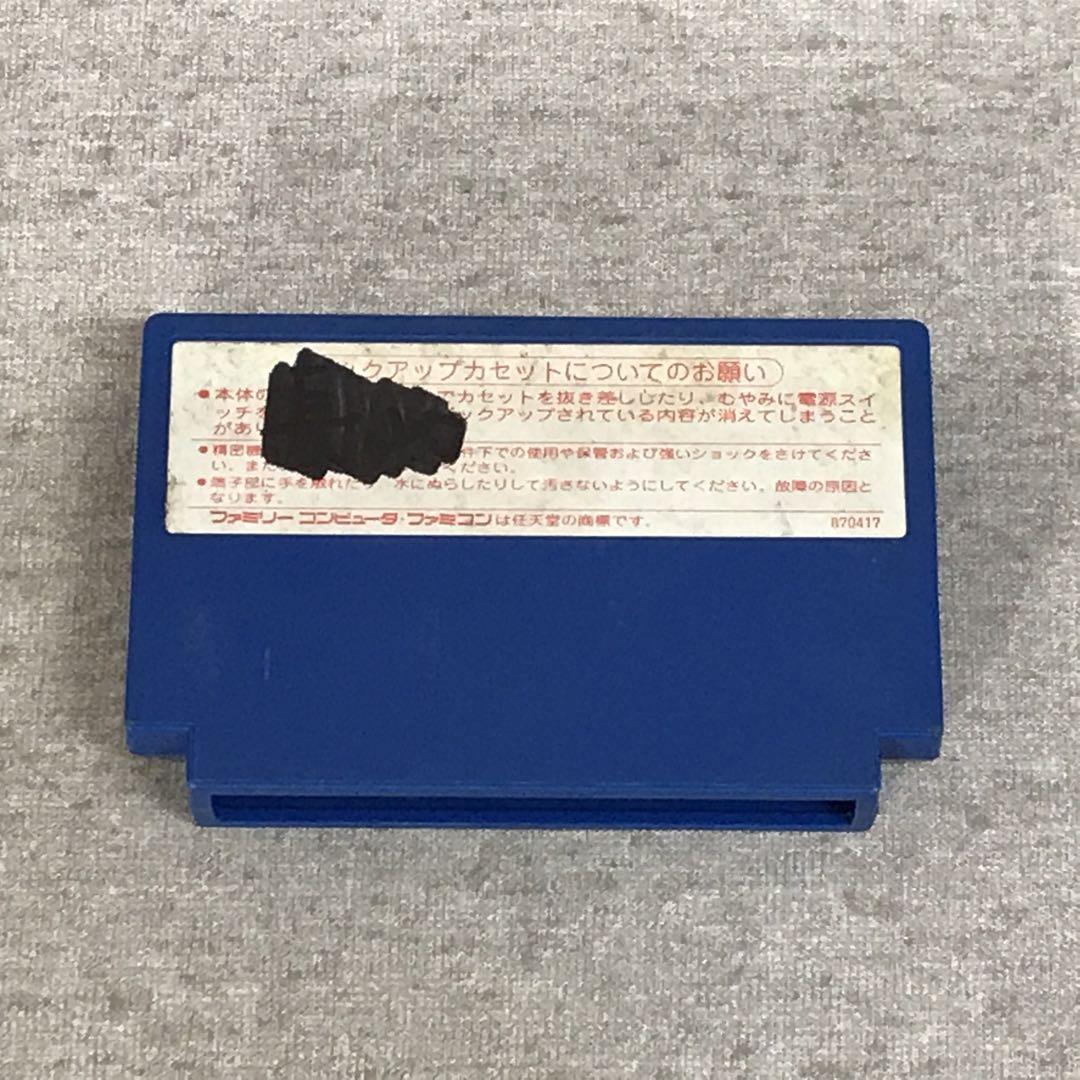 ックアップカセットについてのお願い
●本体の でカセットを抜き差ししたり、むやみに電源スイ
ッチを ックアップされている内容が消えてしまうこと
があり
●精密機 件下での使用や保管および強いショックをさけてくださ
い。また ください。
●端子部に手を触れたり、水にぬらしたりして汚さないようにしてください。故障の原因と
なります。
ファミリーコンピュータ・ファミコンは任天堂の商標です。 870417